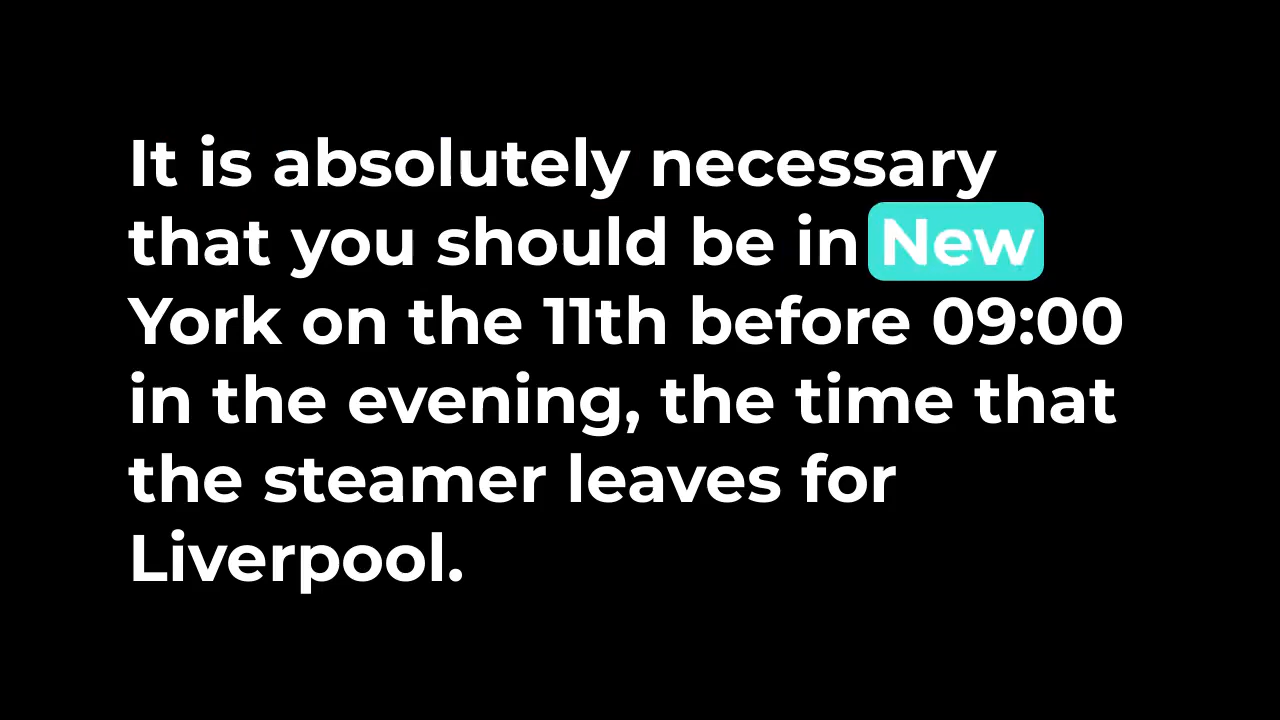 It is absolutely necessary
that you should be in New
York on the 11th before 09:00
in the evening, the time that
the steamer leaves for
Liverpool.